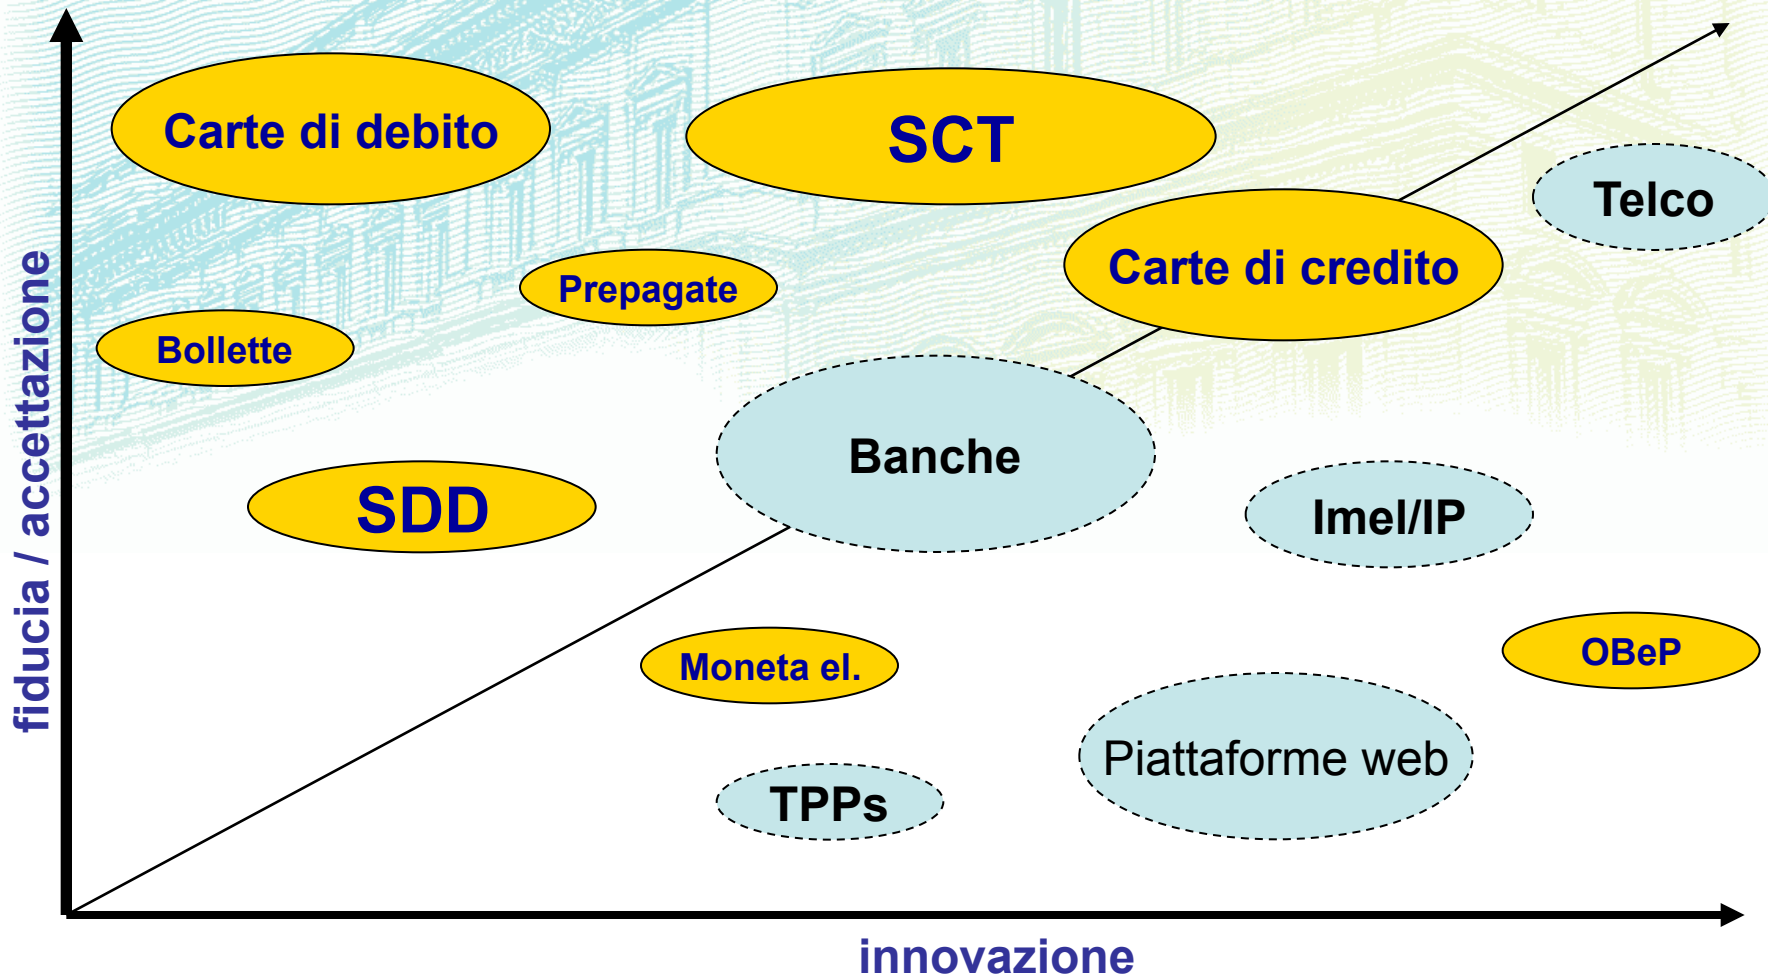 fiducia / accettazione
Carte di debito
SCT
Telco
Carte di credito
Prepagate
Bollette
Banche
SDD
Imel/IP
OBeP
Moneta el.
Piattaforme web
TPPs
innovazione